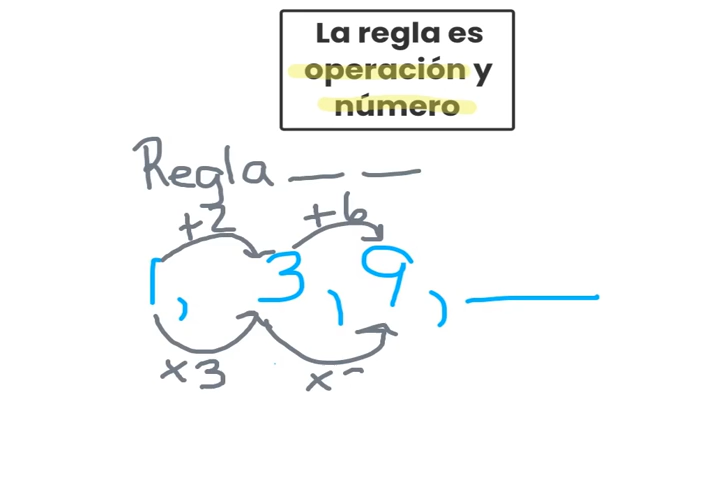 La regla es
operación y
número
Regla _ _
+2 +6
1, 3, 9, _
x3 x